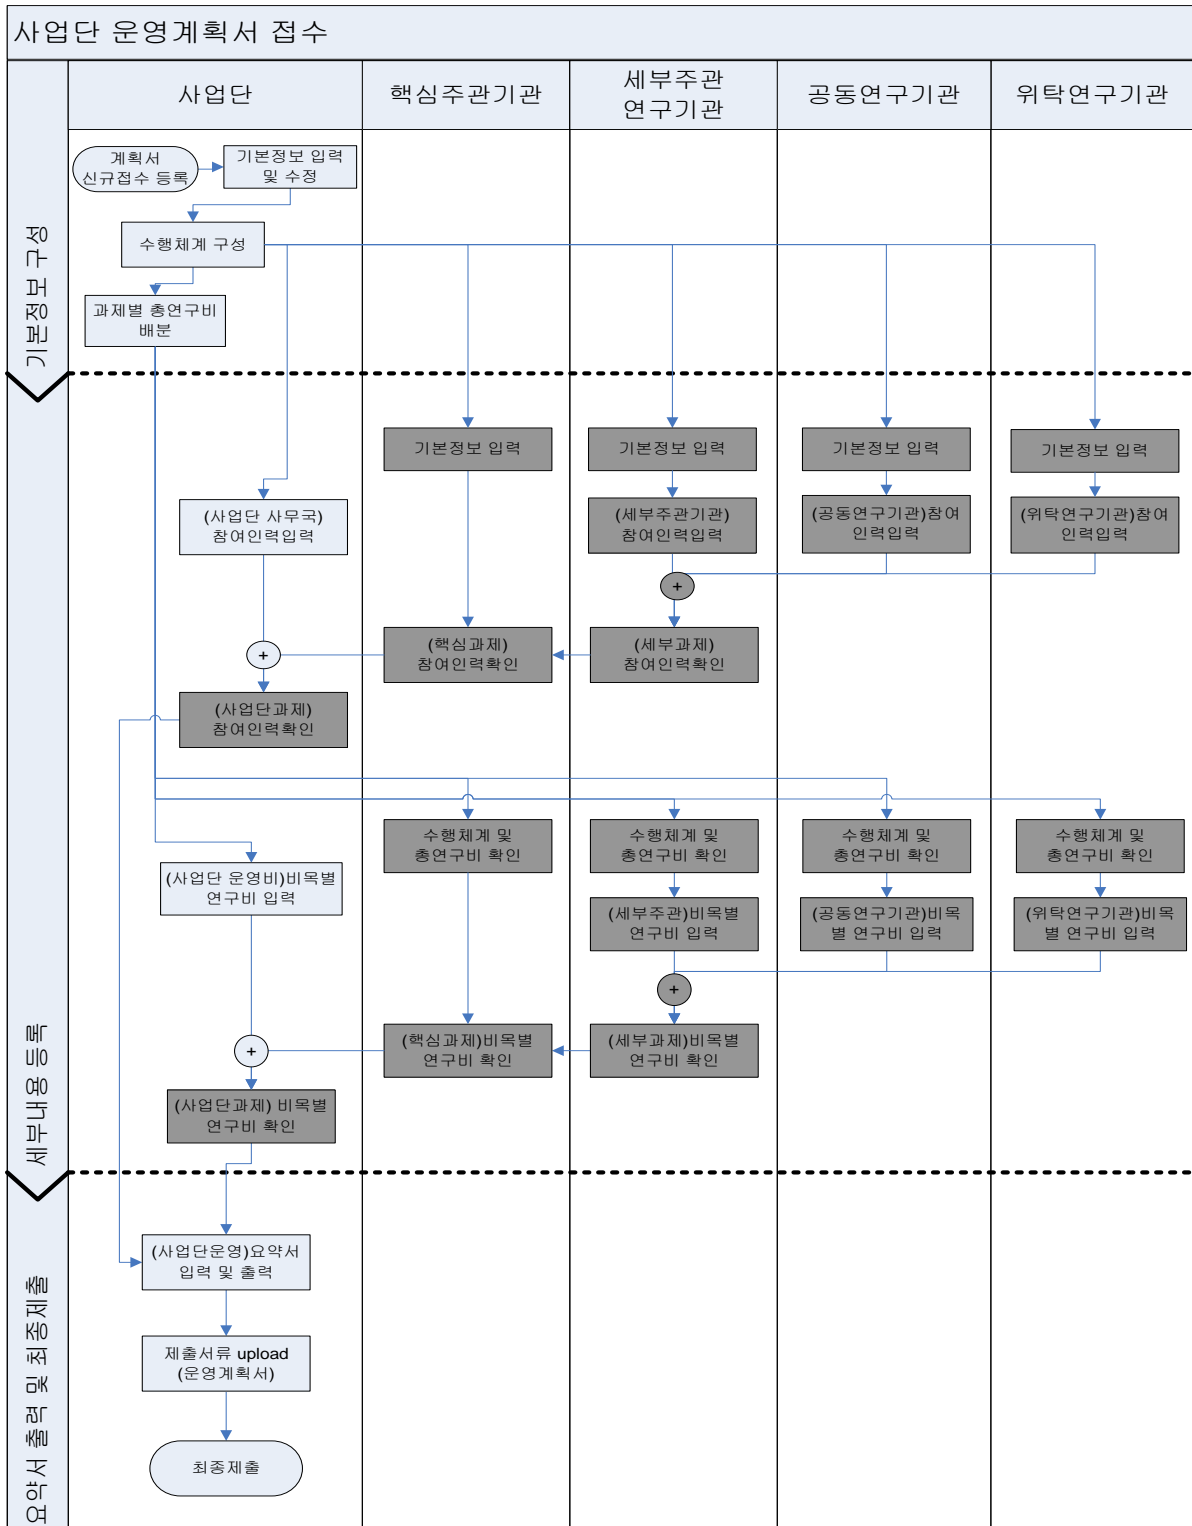 사업단 운영계획서 접수
사업단
핵심주관기관
세부주관
연구기관
공동연구기관
위탁연구기관
기본정보 구성
계획서
신규접수 등록
기본정보 입력
및 수정
수행체계 구성
과제별 총연구비
배분
세부내용 등록
기본정보 입력
기본정보 입력
기본정보 입력
기본정보 입력
(사업단 사무국)
참여인력입력
(세부주관기관)
참여인력입력
(공동연구기관)참여
인력입력
(위탁연구기관)참여
인력입력
+
(핵심과제)
참여인력확인
(세부과제)
참여인력확인
+
(사업단과제)
참여인력확인
수행체계 및
총연구비 확인
수행체계 및
총연구비 확인
수행체계 및
총연구비 확인
수행체계 및
총연구비 확인
(사업단 운영비)비목별
연구비 입력
(세부주관)비목별
연구비 입력
(공동연구기관)비목
별 연구비 입력
(위탁연구기관)비목
별 연구비 입력
+
(핵심과제)비목별
연구비 확인
(세부과제)비목별
연구비 확인
+
(사업단과제) 비목별
연구비 확인
요약서 출력 및 최종제출
(사업단운영)요약서
입력 및 출력
제출서류 upload
(운영계획서)
최종제출